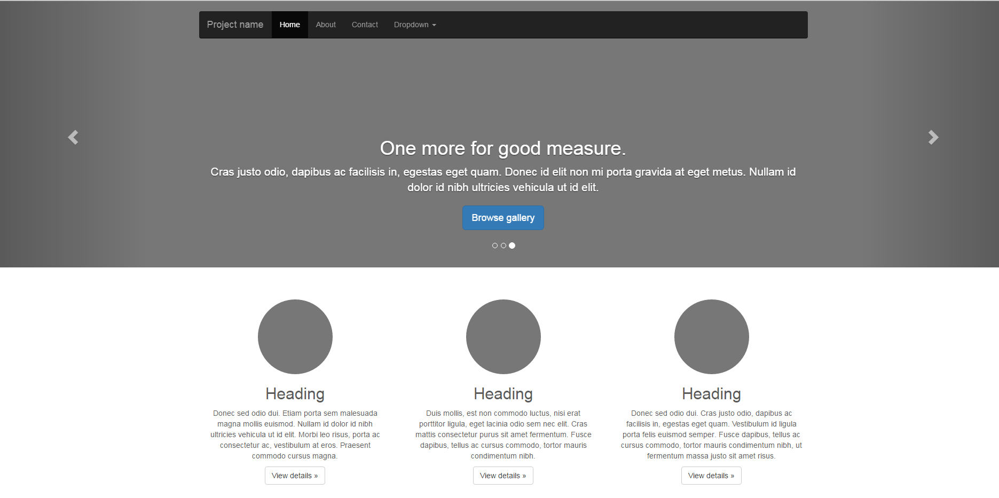 Project name Home About Contact Dropdown
One more for good measure.
Cras justo odio, dapibus ac facilisis in, egestas eget quam. Donec id elit non mi porta gravida at eget metus. Nullam id
dolor id nibh ultricies vehicula ut id elit.
Browse gallery
Heading
Donec sed odio dui. Etiam porta sem malesuada
magna mollis euismod. Nullam id dolor id nibh
ultricies vehicula ut id elit. Morbi leo risus, porta ac
consectetur ac, vestibulum at eros. Praesent
commodo cursus magna.
View details »
Heading
Duis mollis, est non commodo luctus, nisi erat
porttitor ligula, eget lacinia odio sem nec elit. Cras
mattis consectetur purus sit amet fermentum. Fusce
dapibus, tellus ac cursus commodo, tortor mauris
condimentum nibh.
View details »
Heading
Donec sed odio dui. Cras justo odio, dapibus ac
facilisis in, egestas eget quam. Vestibulum id ligula
porta felis euismod semper. Fusce dapibus, tellus ac
cursus commodo, tortor mauris condimentum nibh, ut
fermentum massa justo sit amet risus.
View details »